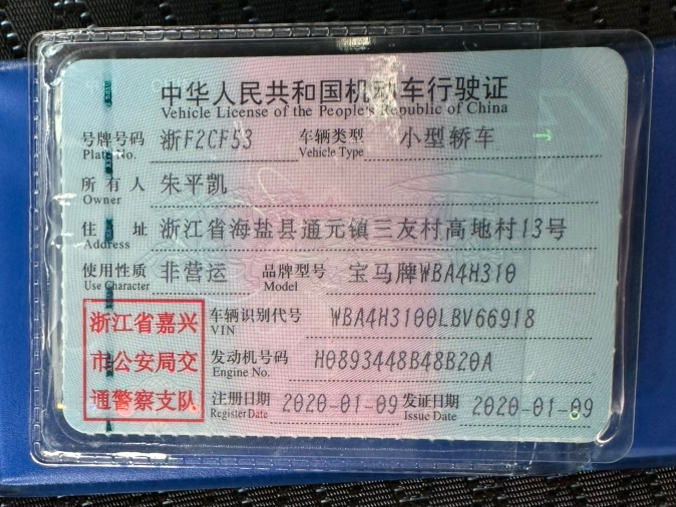 中华人民共和国机动车行驶证
Vehicle License of the People's Republic of China
号牌号码 浙F2CF53 车辆类型 小型轿车
Plate No. Vehicle Type
所有人 朱平凯
Owner
住址 浙江省海盐县通元镇三友村高地村13号
Address
使用性质 非营运 品牌型号 宝马牌WBA4H310
Use Character Model
浙江省嘉兴
市公安局交
通警察支队
车辆识别代号 WBA4H3100LBV66918
VIN
发动机号码 H0893448B48B20A
Engine No.
注册日期 2020-01-09 发证日期 2020-01-09
Register Date Issue Date